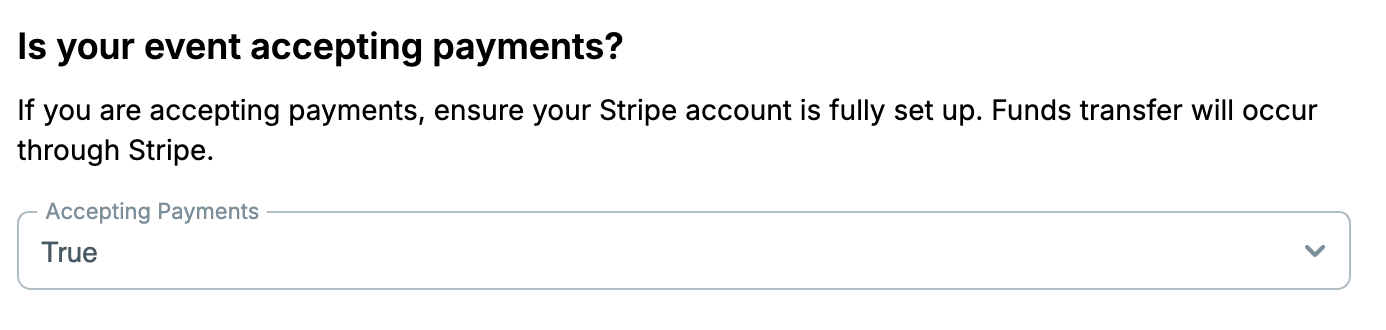 Is your event accepting payments?
If you are accepting payments, ensure your Stripe account is fully set up. Funds transfer will occur
through Stripe.
Accepting Payments
True